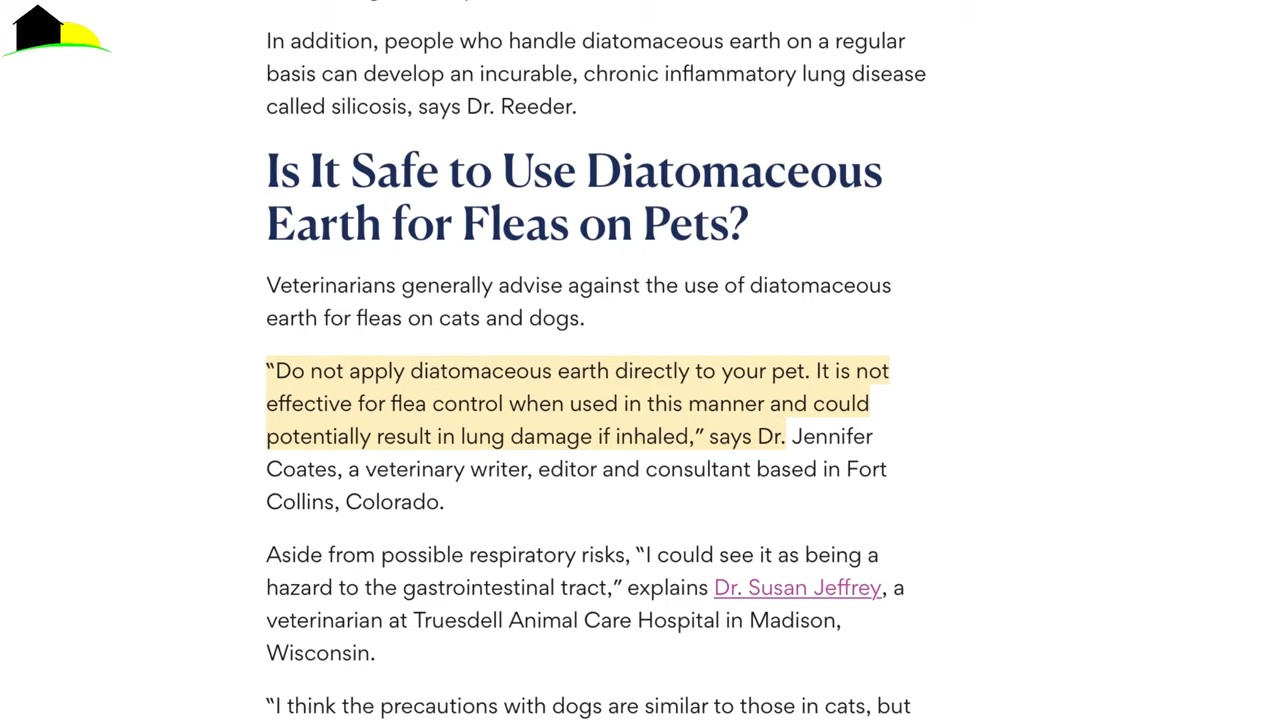 In addition, people who handle diatomaceous earth on a regular
basis can develop an incurable, chronic inflammatory lung disease
called silicosis, says Dr. Reeder.
Is It Safe to Use Diatomaceous
Earth for Fleas on Pets?
Veterinarians generally advise against the use of diatomaceous
earth for fleas on cats and dogs.
“Do not apply diatomaceous earth directly to your pet. It is not
effective for flea control when used in this manner and could
potentially result in lung damage if inhaled,” says Dr. Jennifer
Coates, a veterinary writer, editor and consultant based in Fort
Collins, Colorado.
Aside from possible respiratory risks, “I could see it as being a
hazard to the gastrointestinal tract,” explains Dr. Susan Jeffrey, a
veterinarian at Truesdell Animal Care Hospital in Madison,
Wisconsin.
“I think the precautions with dogs are similar to those in cats, but